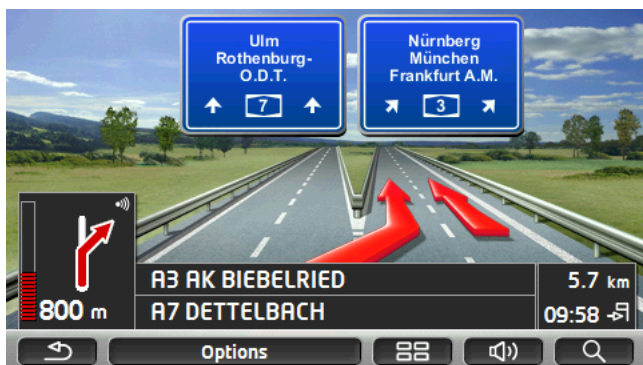 Ulm
Rothenburg-
O.D.T.
7
Nürnberg
München
Frankfurt A.M.
3
A3 AK BIEBELRIED
5.7 km
800 m
A7 DETTELBACH
09:58
Options